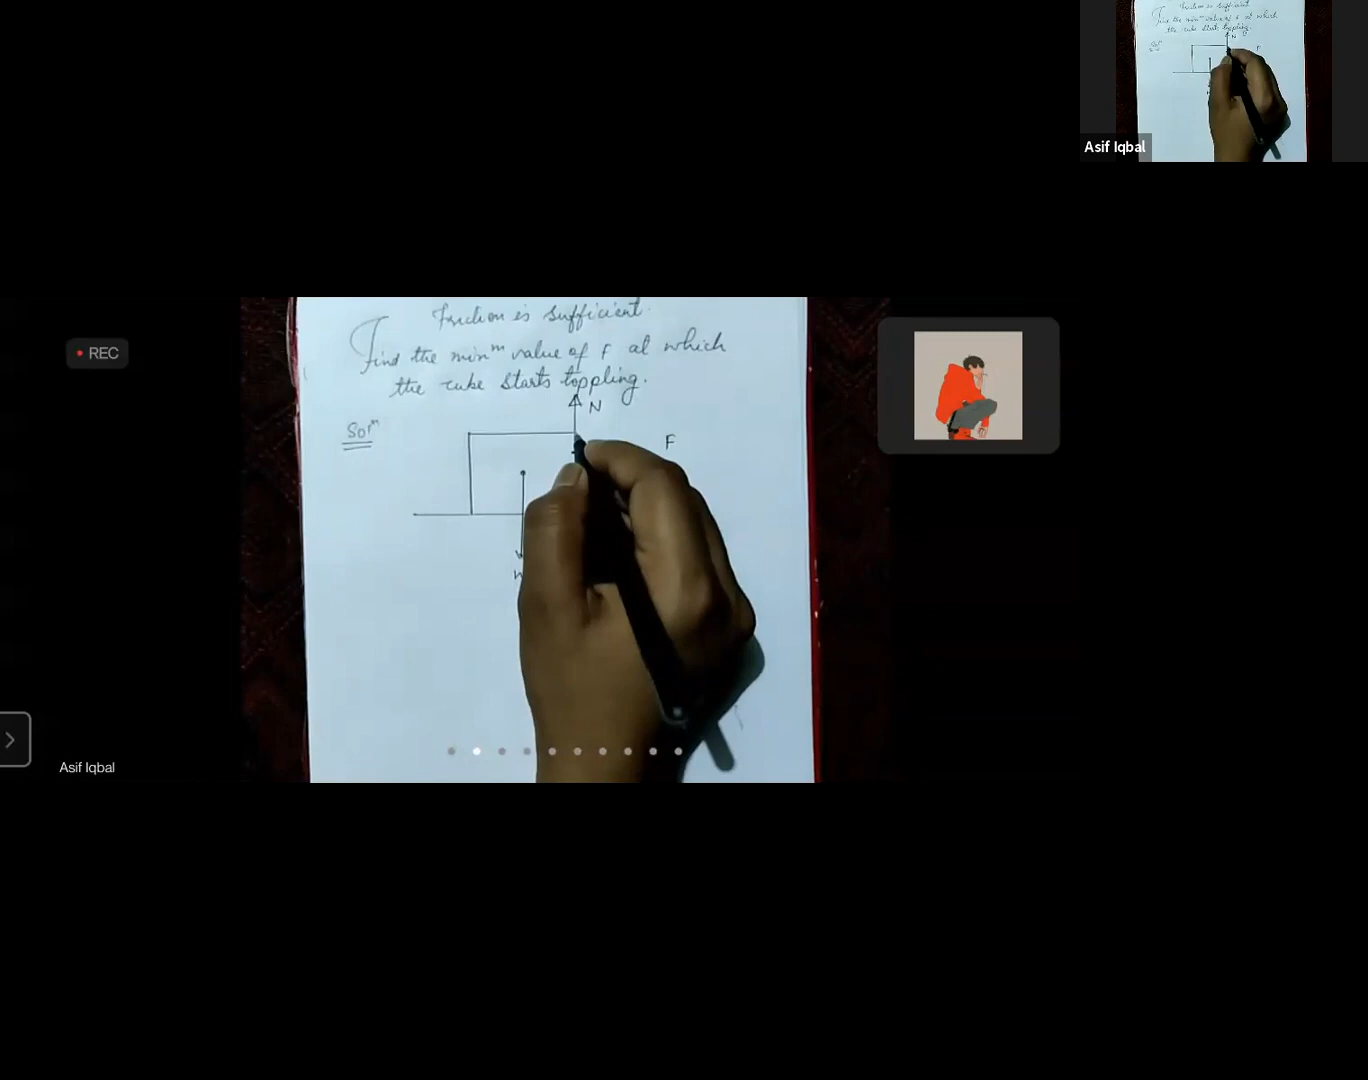 Friction is sufficient.
Find the minᵐ value of F at which
the cube starts toppling.
N
Solⁿ
F
Asif Iqbal
REC
Asif Iqbal